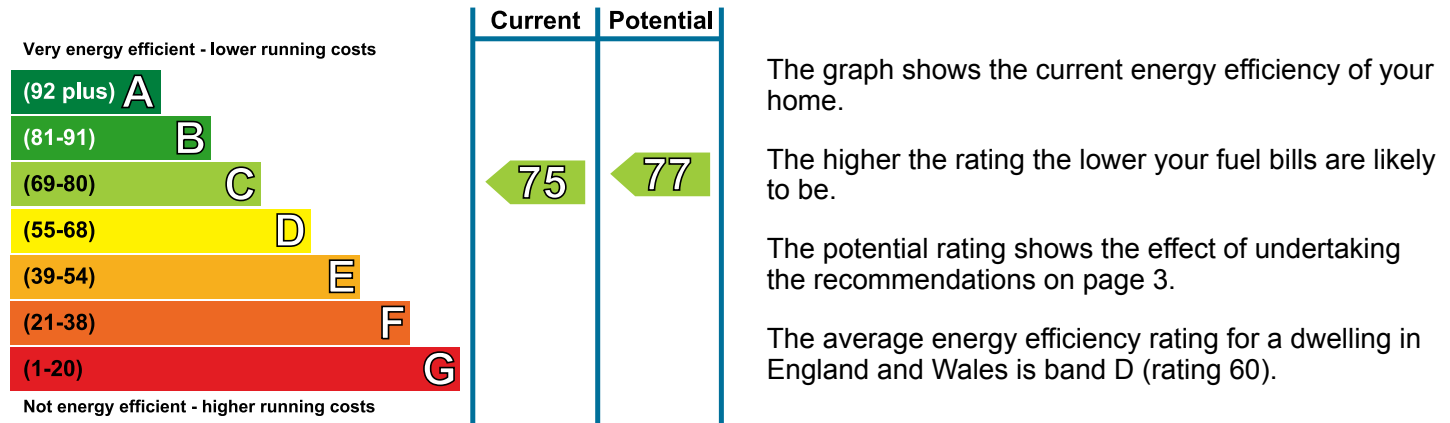 Current Potential
Very energy efficient - lower running costs
(92 plus) A
(81-91) B
(69-80) C
75 77
(55-68) D
(39-54) E
(21-38) F
(1-20) G
Not energy efficient - higher running costs
The graph shows the current energy efficiency of your
home.
The higher the rating the lower your fuel bills are likely
to be.
The potential rating shows the effect of undertaking
the recommendations on page 3.
The average energy efficiency rating for a dwelling in
England and Wales is band D (rating 60).